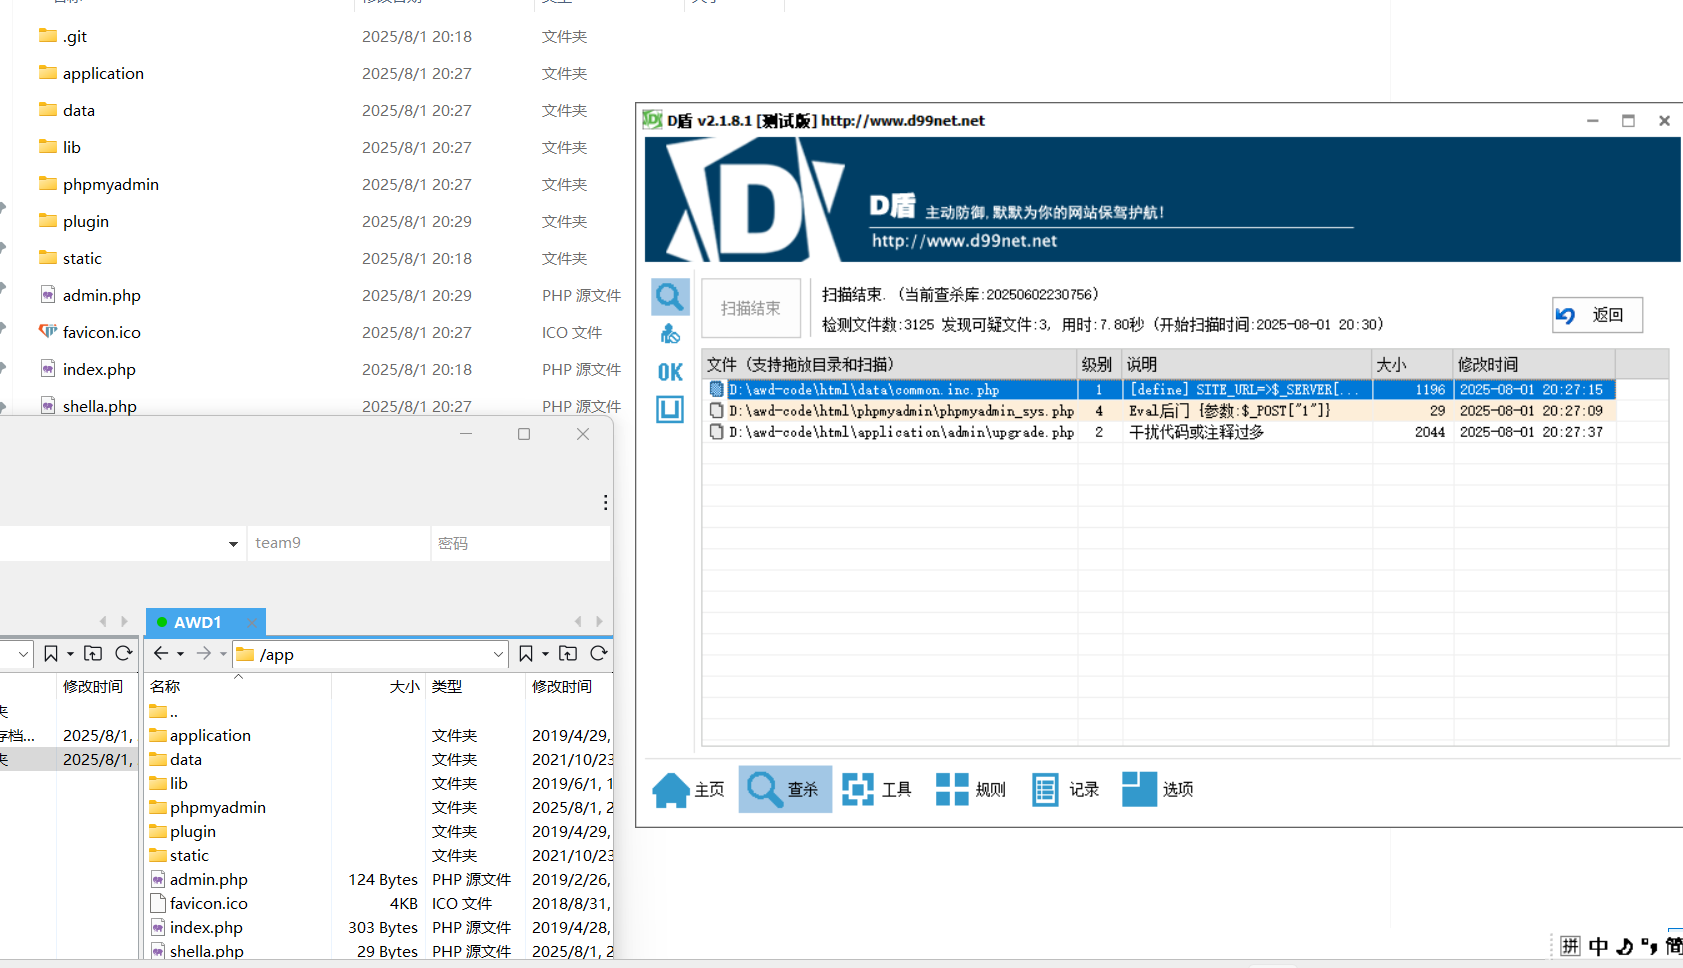 .git 2025/8/1 20:18 文件夹
application 2025/8/1 20:27 文件夹
data 2025/8/1 20:27 文件夹
lib 2025/8/1 20:27 文件夹
phpmyadmin 2025/8/1 20:27 文件夹
plugin 2025/8/1 20:29 文件夹
static 2025/8/1 20:18 文件夹
admin.php 2025/8/1 20:29 PHP 源文件
favicon.ico 2025/8/1 20:27 ICO 文件
index.php 2025/8/1 20:18 PHP 源文件
shella.php 2025/8/1 20:27 PHP 源文件
D盾 v2.1.8.1 [测试版] http://www.d99net.net
D
D盾 主动防御,默默为你的网站保驾护航!
http://www.d99net.net
OK
扫描结束
扫描结束. (当前查杀库:20250602230756)
检测文件数:3125 发现可疑文件:3, 用时:7.80秒 (开始扫描时间:2025-08-01 20:30)
返回
文件 (支持拖放目录和扫描) 级别 说明 大小 修改时间
D:\awd-code\html\data\common.inc.php 1 [define] SITE_URL=>$_SERVER[... 1196 2025-08-01 20:27:15
D:\awd-code\html\phpmyadmin\phpmyadmin_sys.php 4 Eval后门 {参数:$_POST["1"]} 29 2025-08-01 20:27:09
D:\awd-code\html\application\admin\upgrade.php 2 干扰代码或注释过多 2044 2025-08-01 20:27:37
主页 查杀 工具 规则 记录 选项
team9 密码
AWD1
/app
修改时间
夹
存档...
2025/8/1,
夹 2025/8/1,
名称 大小 类型 修改时间
..
application 文件夹 2019/4/29,
data 文件夹 2021/10/23
lib 文件夹 2019/6/1, 1
phpmyadmin 文件夹 2025/8/1, 2
plugin 文件夹 2019/4/29,
static 文件夹 2021/10/23
admin.php 124 Bytes PHP 源文件 2019/2/26,
favicon.ico 4KB ICO 文件 2018/8/31,
index.php 303 Bytes PHP 源文件 2019/4/28,
shella.php 29 Bytes PHP 源文件 2025/8/1, 2
拼 中 简